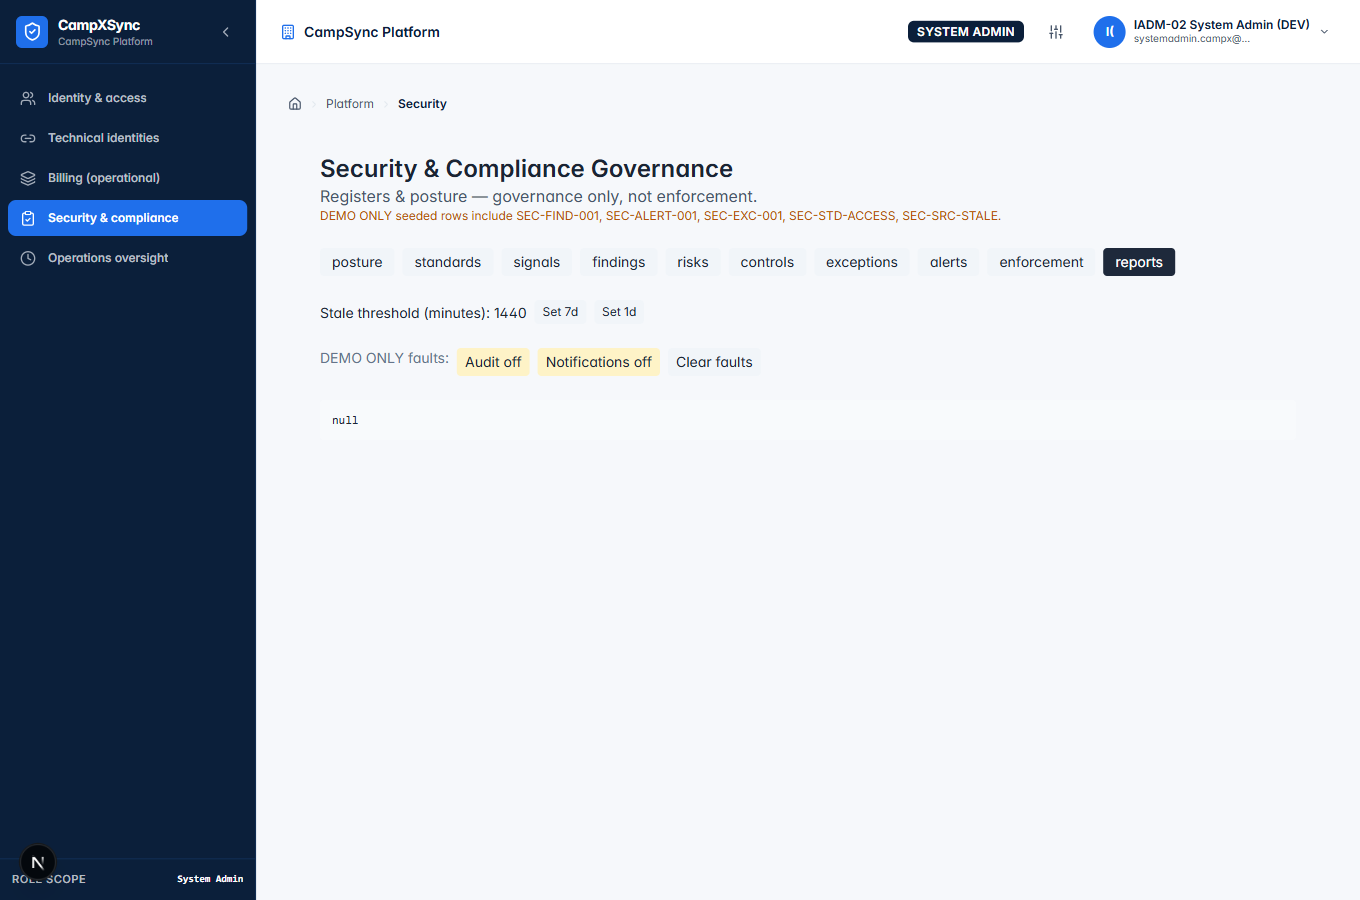 CampXSync
CampSync Platform
Identity & access
Technical identities
Billing (operational)
Security & compliance
Operations oversight
N
ROLE SCOPE
System Admin
CampSync Platform
SYSTEM ADMIN
I(
IADM-02 System Admin (DEV)
systemadmin.campx@...
Platform
Security
Security & Compliance Governance
Registers & posture — governance only, not enforcement.
DEMO ONLY seeded rows include SEC-FIND-001, SEC-ALERT-001, SEC-EXC-001, SEC-STD-ACCESS, SEC-SRC-STALE.
posture standards signals findings risks controls exceptions alerts enforcement reports
Stale threshold (minutes): 1440 Set 7d Set 1d
DEMO ONLY faults: Audit off Notifications off Clear faults
null